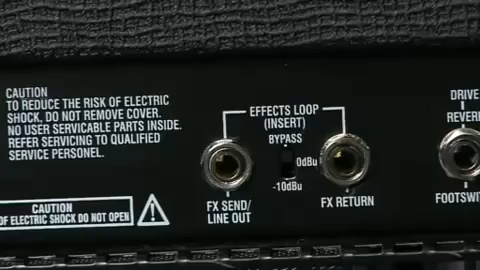 CAUTION
TO REDUCE THE RISK OF ELECTRIC
SHOCK, DO NOT REMOVE COVER.
NO USER SERVICABLE PARTS INSIDE.
REFER SERVICING TO QUALIFIED
SERVICE PERSONEL.
CAUTION
OF ELECTRIC SHOCK DO NOT OPEN
EFFECTS LOOP
(INSERT)
BYPASS
0dBu
-10dBu
FX SEND/
LINE OUT
FX RETURN
DRIVE
REVERB
FOOTSW